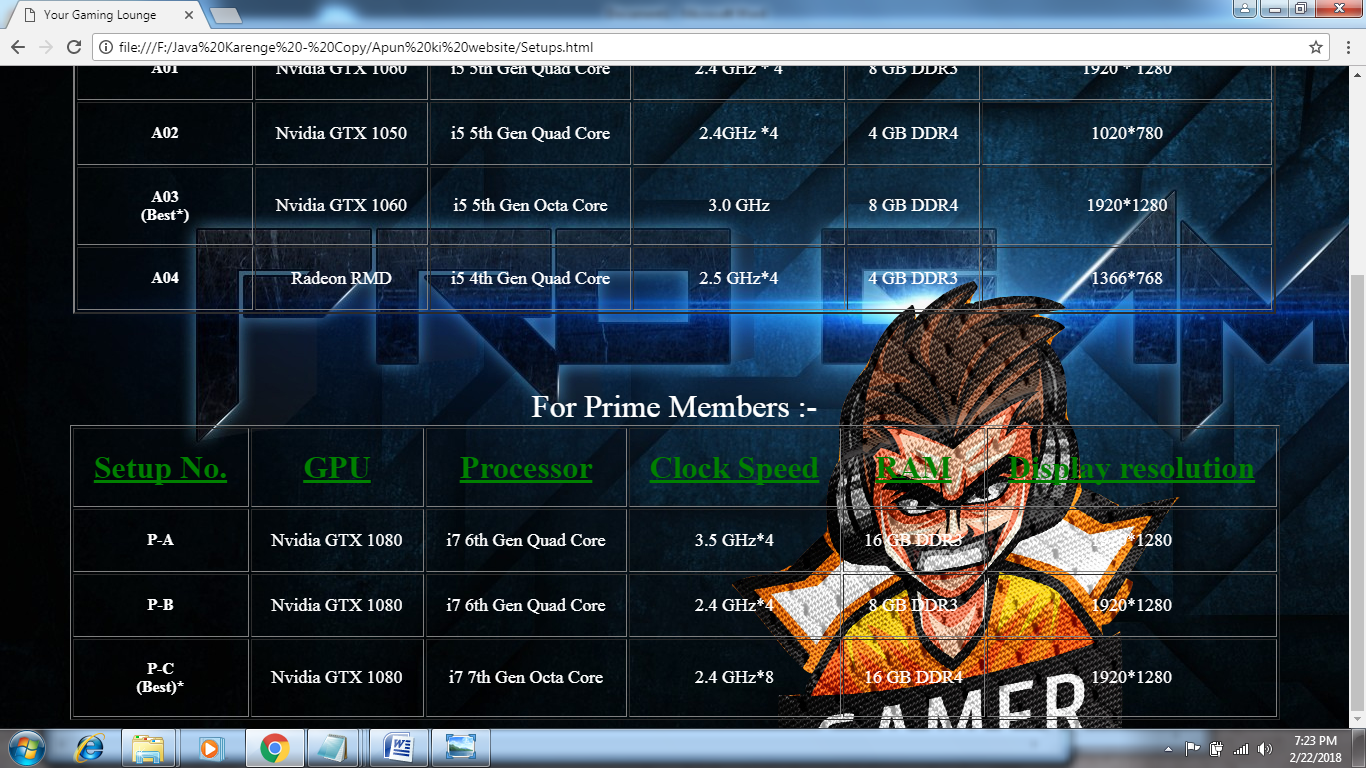 Your Gaming Lounge
file:///F:/Java%20Karenge%20-%20Copy/Apun%20ki%20website/Setups.html
A01 Nvidia GTX 1060 i5 5th Gen Quad Core 2.4 GHz * 4 8 GB DDR3 1920 * 1280
A02 Nvidia GTX 1050 i5 5th Gen Quad Core 2.4GHz *4 4 GB DDR4 1020*780
A03 Nvidia GTX 1060 i5 5th Gen Octa Core 3.0 GHz 8 GB DDR4 1920*1280
(Best*)
A04 Radeon RMD i5 4th Gen Quad Core 2.5 GHz*4 4 GB DDR3 1366*768
For Prime Members :-
Setup No. GPU Processor Clock Speed RAM Display resolution
P-A Nvidia GTX 1080 i7 6th Gen Quad Core 3.5 GHz*4 16 GB DDR3 1920*1280
P-B Nvidia GTX 1080 i7 6th Gen Quad Core 2.4 GHz*4 8 GB DDR3 1920*1280
P-C Nvidia GTX 1080 i7 7th Gen Octa Core 2.4 GHz*8 16 GB DDR4 1920*1280
(Best)*
GAMER
7:23 PM
2/22/2018